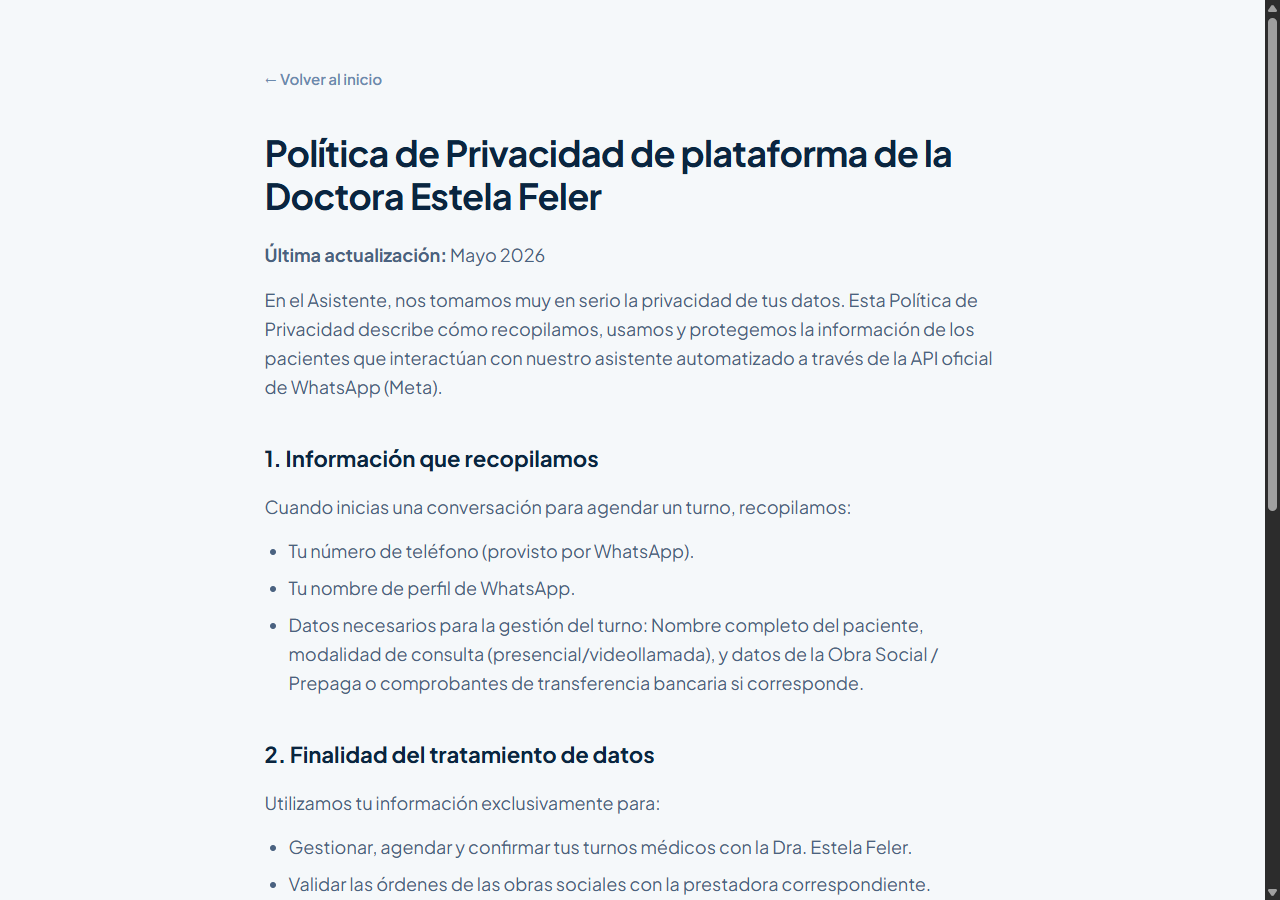 ← Volver al inicio
Política de Privacidad de plataforma de la
Doctora Estela Feler
Última actualización: Mayo 2026
En el Asistente, nos tomamos muy en serio la privacidad de tus datos. Esta Política de
Privacidad describe cómo recopilamos, usamos y protegemos la información de los
pacientes que interactúan con nuestro asistente automatizado a través de la API oficial
de WhatsApp (Meta).
1. Información que recopilamos
Cuando inicias una conversación para agendar un turno, recopilamos:
• Tu número de teléfono (provisto por WhatsApp).
• Tu nombre de perfil de WhatsApp.
• Datos necesarios para la gestión del turno: Nombre completo del paciente,
modalidad de consulta (presencial/videollamada), y datos de la Obra Social /
Prepaga o comprobantes de transferencia bancaria si corresponde.
2. Finalidad del tratamiento de datos
Utilizamos tu información exclusivamente para:
• Gestionar, agendar y confirmar tus turnos médicos con la Dra. Estela Feler.
• Validar las órdenes de las obras sociales con la prestadora correspondiente.